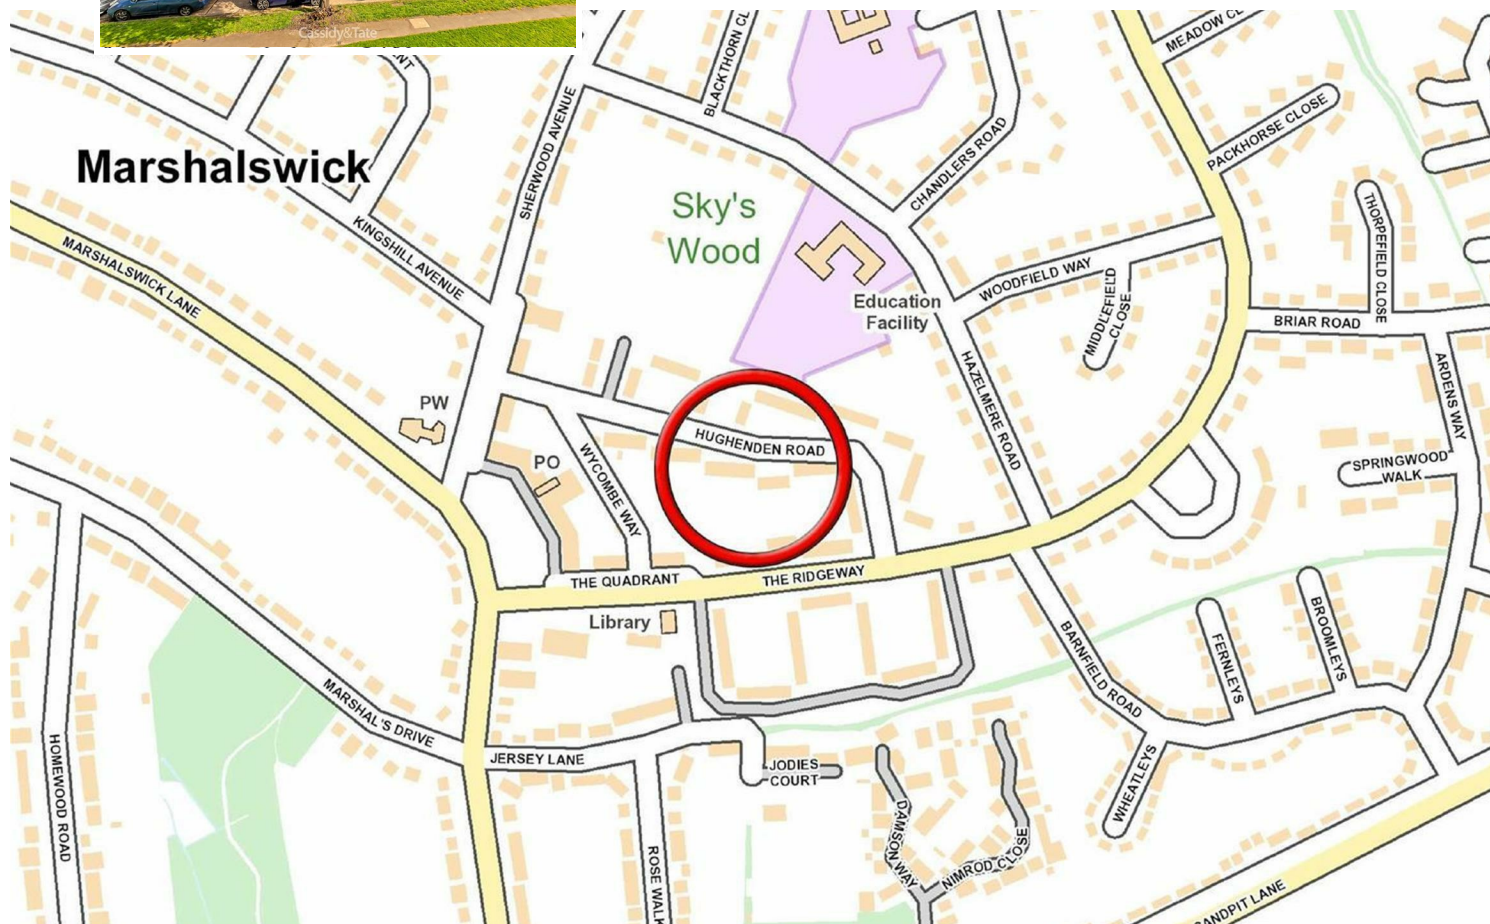 Cassidy&Tate
MEADOW CL
BLACKTHORN CL
SHERWOOD AVENUE
PACKHORSE CLOSE
CHANDLERS ROAD
Marshalswick
Sky's
Wood
THORPEFIELD CLOSE
KINGSHILL AVENUE
MARSHALSWICK LANE
WOODFIELD WAY
MIDDLEFIELD
CLOSE
Education
Facility
BRIAR ROAD
HAZELMERE ROAD
ARDENS WAY
PW
HUGHENDEN ROAD
PO
WYCOMBE WAY
SPRINGWOOD
WALK
THE QUADRANT
THE RIDGEWAY
Library
BARNFIELD ROAD
FERNLEYS
BROOMLEYS
MARSHAL'S DRIVE
HOMEWOOD ROAD
JERSEY LANE
JODIES
COURT
WHEATLEYS
DAMSON WAY
NIMROD CLOSE
ROSE WALK
ANDPIT LANE